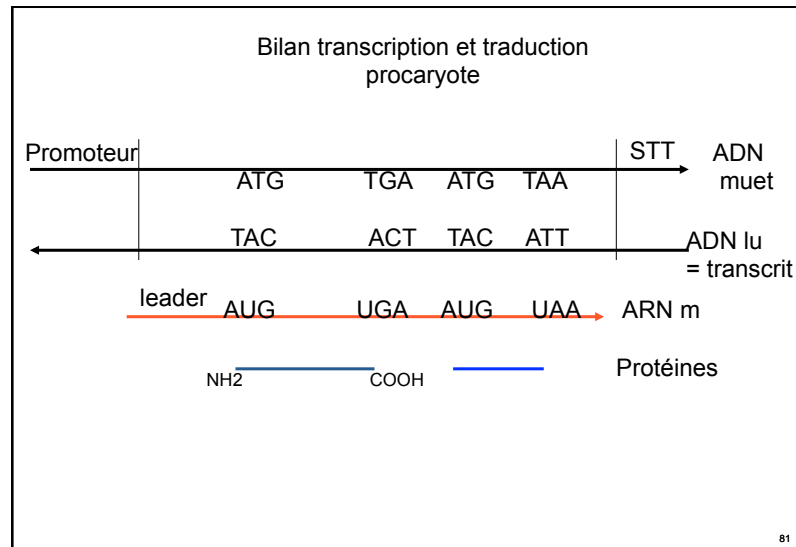 Bilan transcription et traduction
procaryote
Promoteur
STT
ADN
muet
ATG
TGA
ATG
TAA
TAC
ACT
TAC
ATT
ADN lu
= transcrit
leader
AUG
UGA
AUG
UAA
ARN m
NH2
COOH
Protéines
81